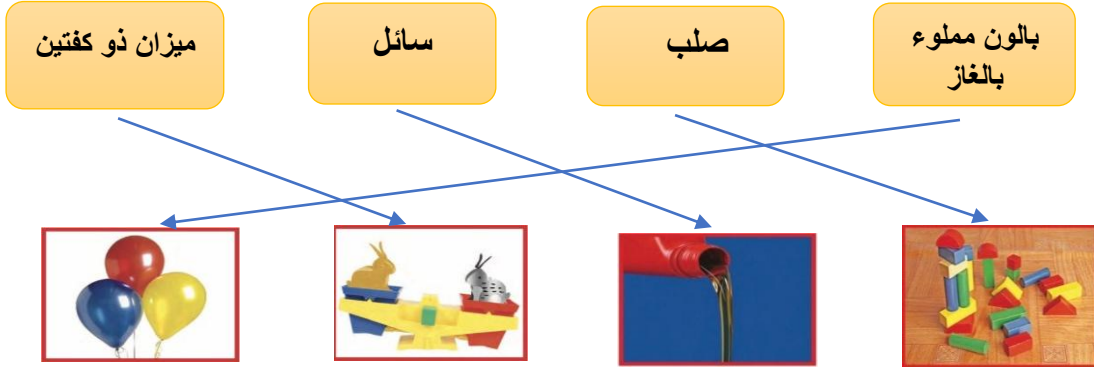 بالون مملوء
بالغاز
صلب
سائل
ميزان ذو كفتين